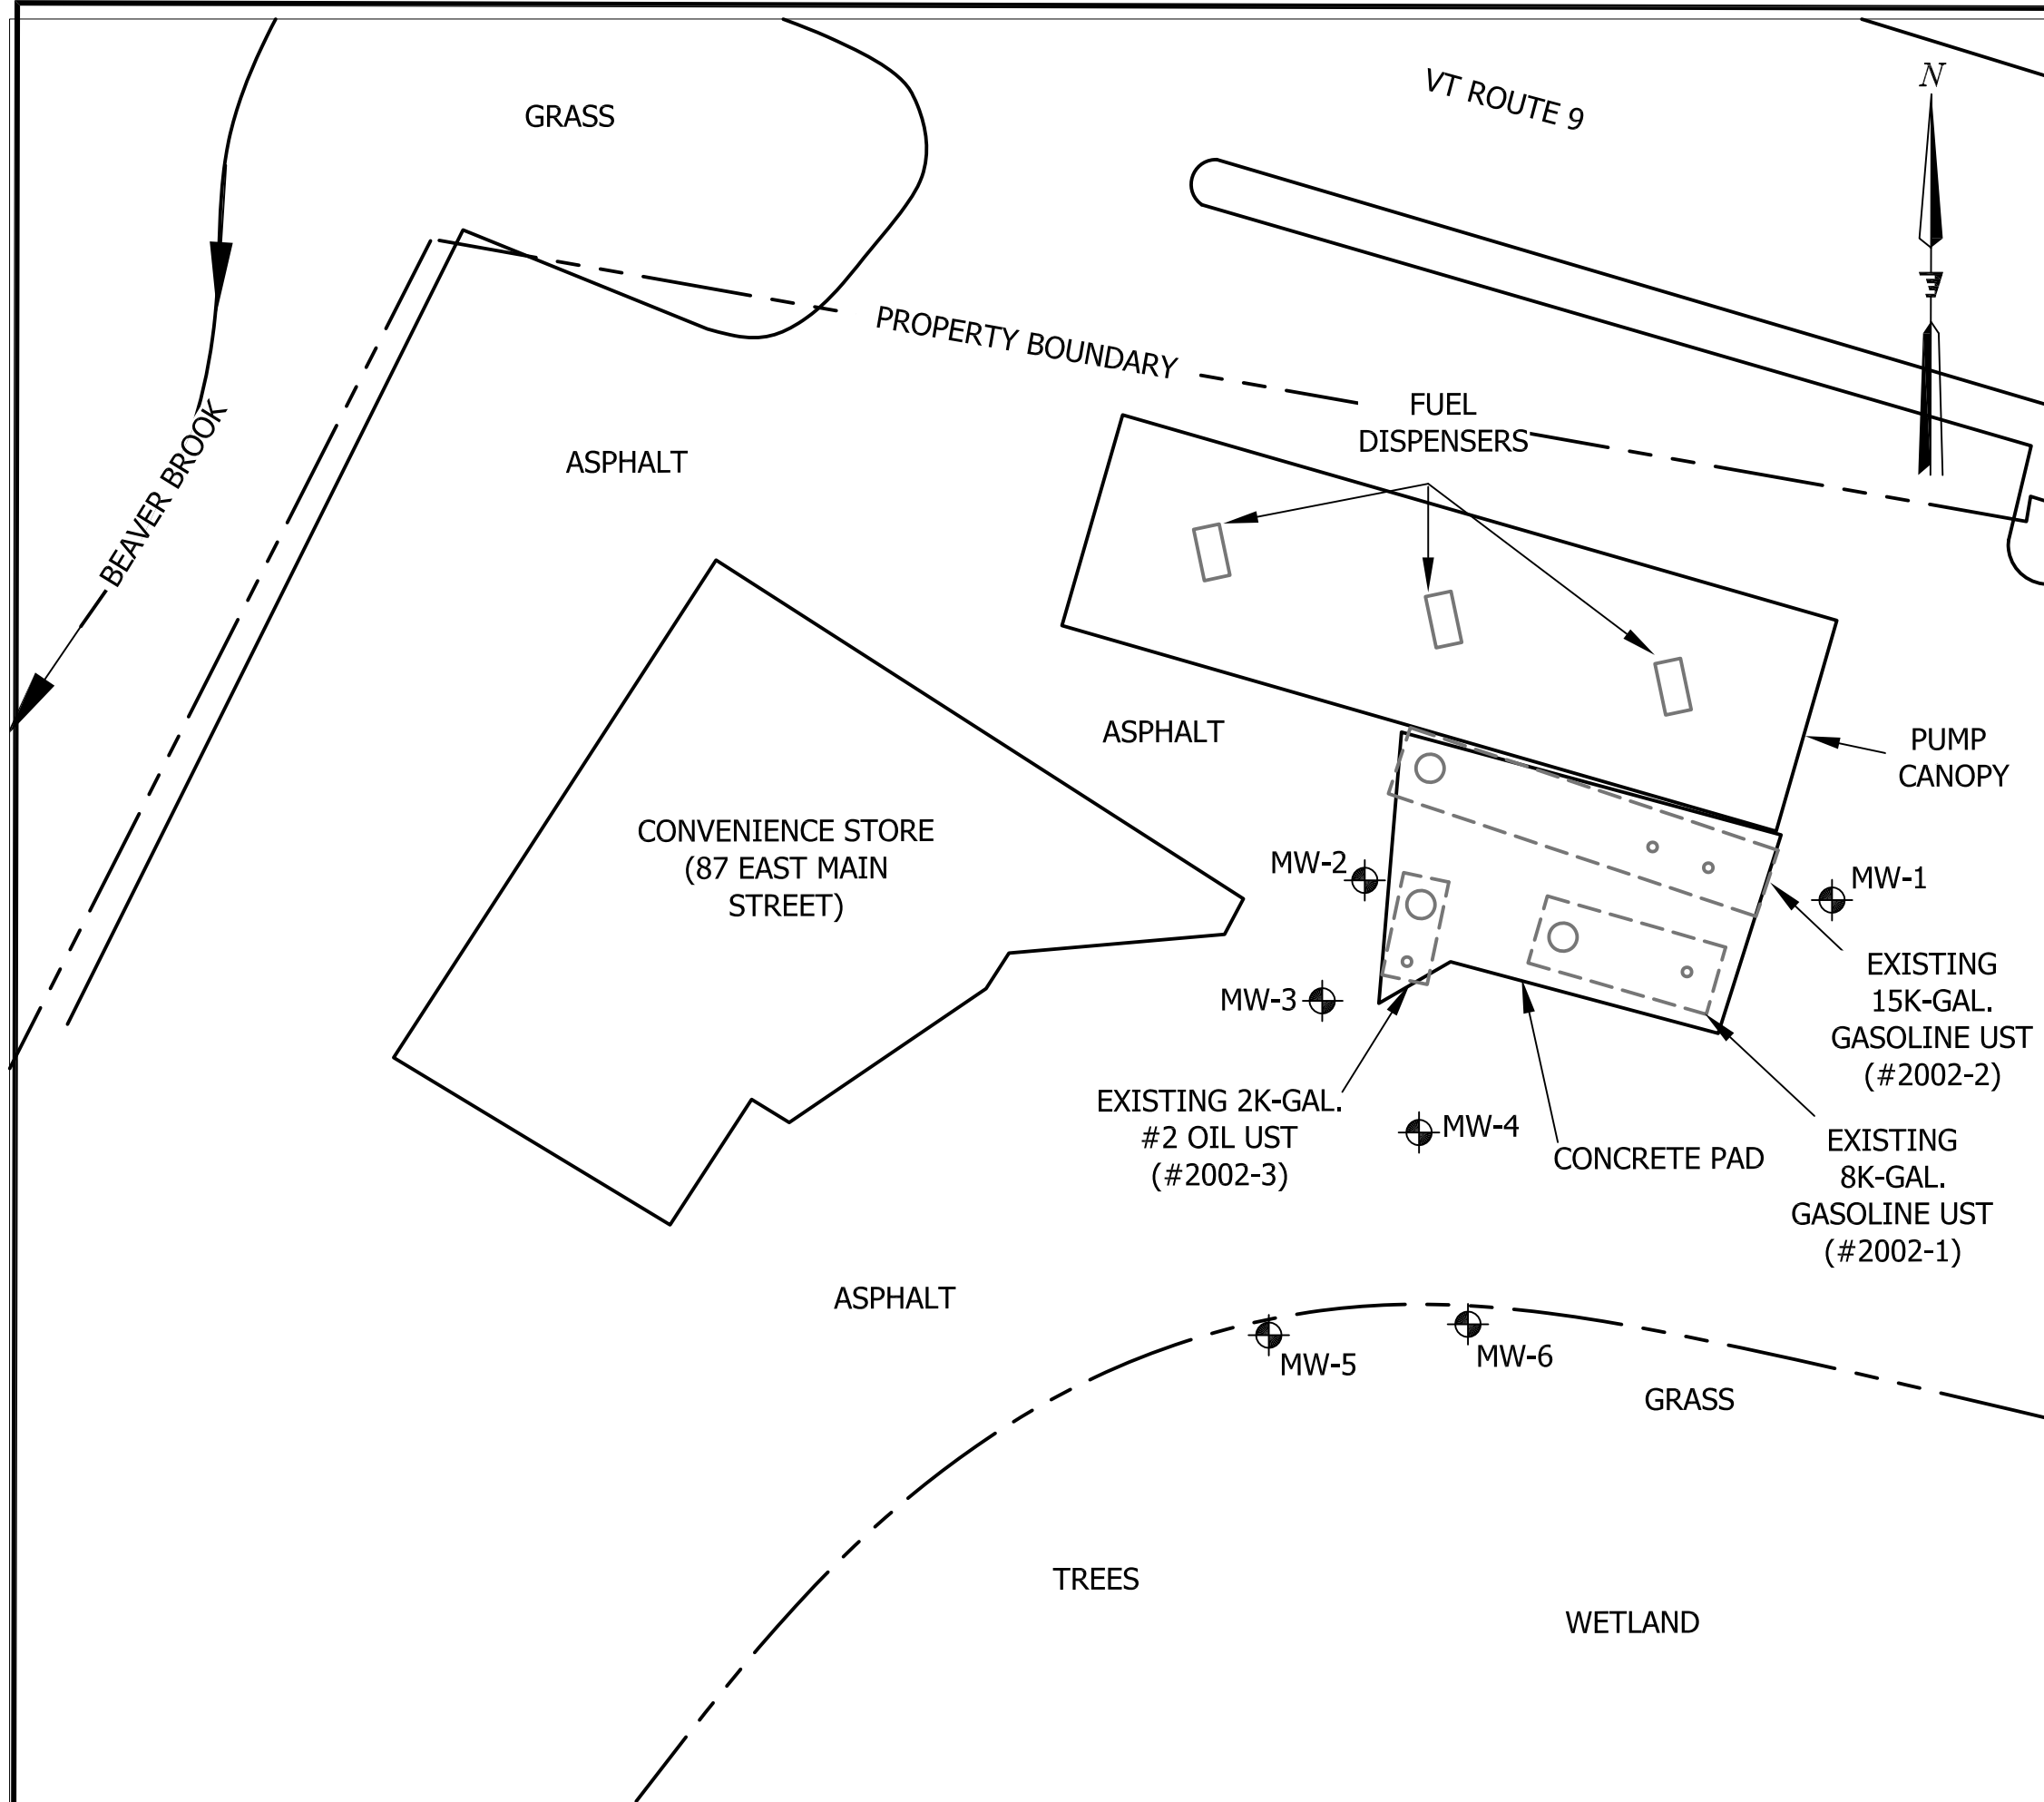 N
VT ROUTE 9
GRASS
PROPERTY BOUNDARY
FUEL
DISPENSERS
ASPHALT
BEAVER BROOK
ASPHALT
PUMP
CANOPY
CONVENIENCE STORE
(87 EAST MAIN
STREET)
MW-2
MW-1
EXISTING
15K-GAL.
GASOLINE UST
(#2002-2)
MW-3
EXISTING 2K-GAL.
#2 OIL UST
(#2002-3)
MW-4
CONCRETE PAD
EXISTING
8K-GAL.
GASOLINE UST
(#2002-1)
ASPHALT
MW-5
MW-6
GRASS
TREES
WETLAND